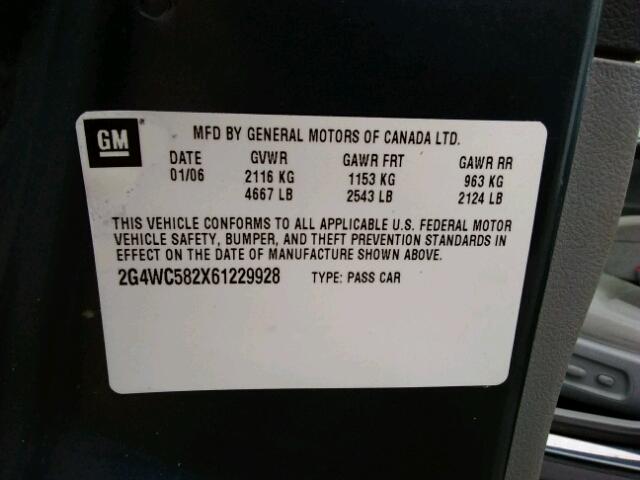 GM
MFD BY GENERAL MOTORS OF CANADA LTD.
DATE GVWR GAWR FRT GAWR RR
01/06 2116 KG 1153 KG 963 KG
4667 LB 2543 LB 2124 LB
THIS VEHICLE CONFORMS TO ALL APPLICABLE U.S. FEDERAL MOTOR
VEHICLE SAFETY, BUMPER, AND THEFT PREVENTION STANDARDS IN
EFFECT ON THE DATE OF MANUFACTURE SHOWN ABOVE.
2G4WC582X61229928 TYPE: PASS CAR